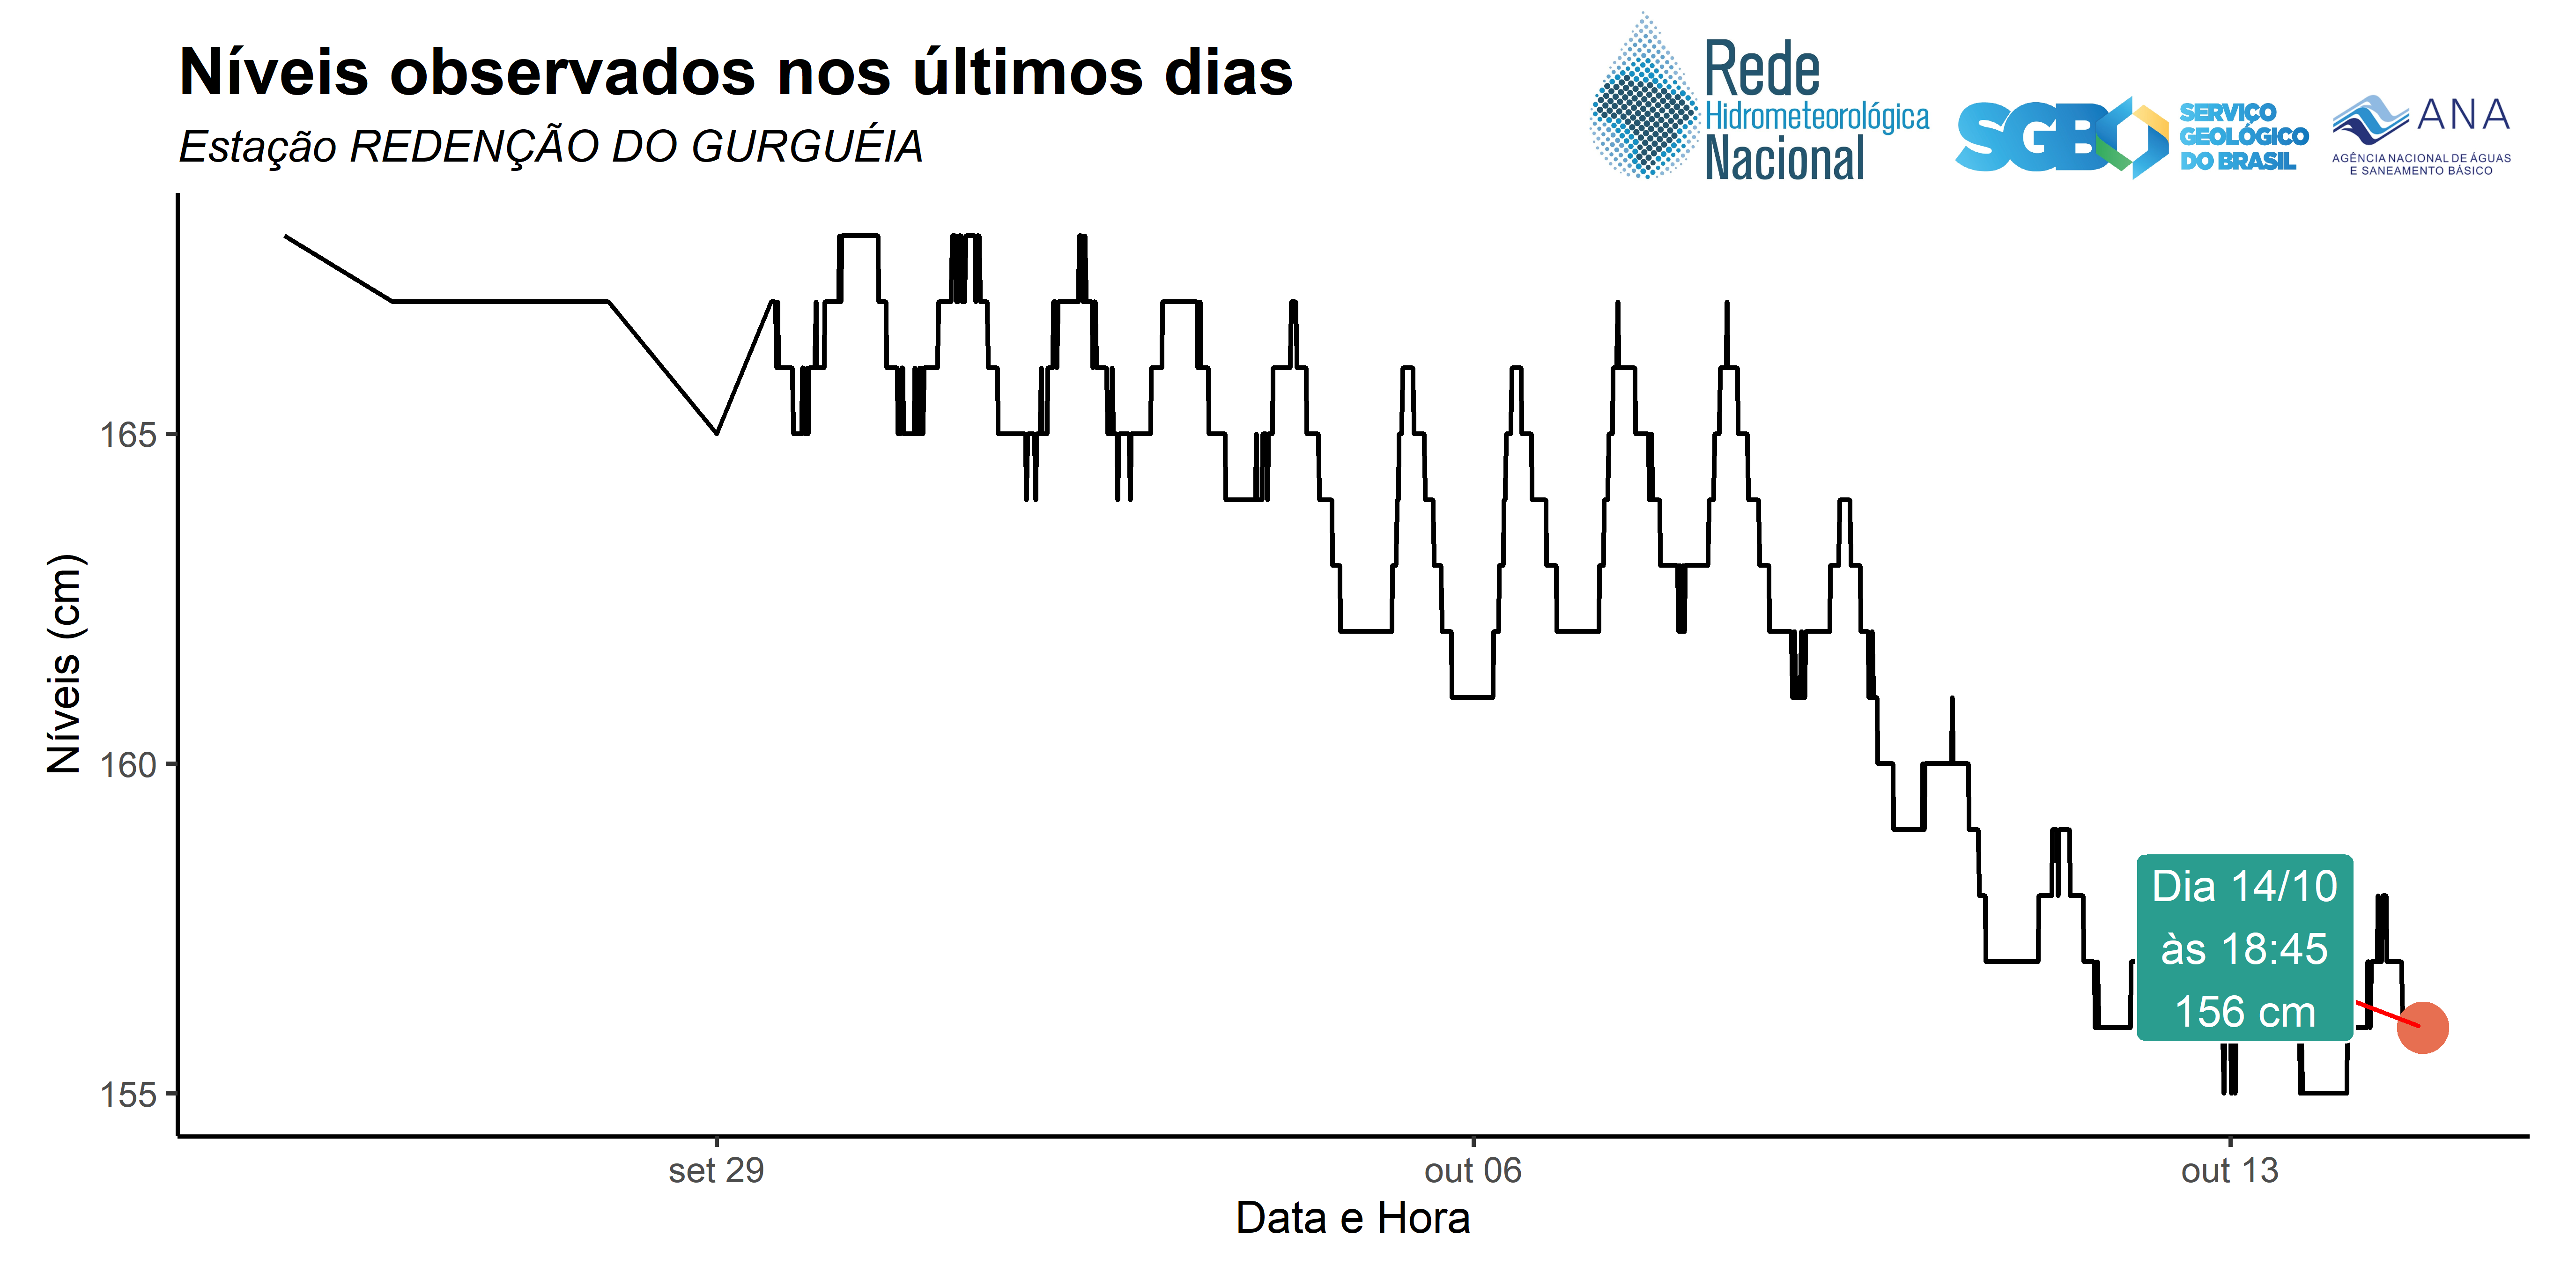 Níveis observados nos últimos dias
Estação REDENÇÃO DO GURGUÉIA
Rede
Hidrometeorológica
Nacional
SGB
SERVIÇO
GEOLÓGICO
DO BRASIL
ANA
AGÊNCIA NACIONAL DE ÁGUAS
E SANEAMENTO BÁSICO
Níveis (cm)
165
160
155
Dia 14/10
às 18:45
156 cm
set 29
out 06
out 13
Data e Hora